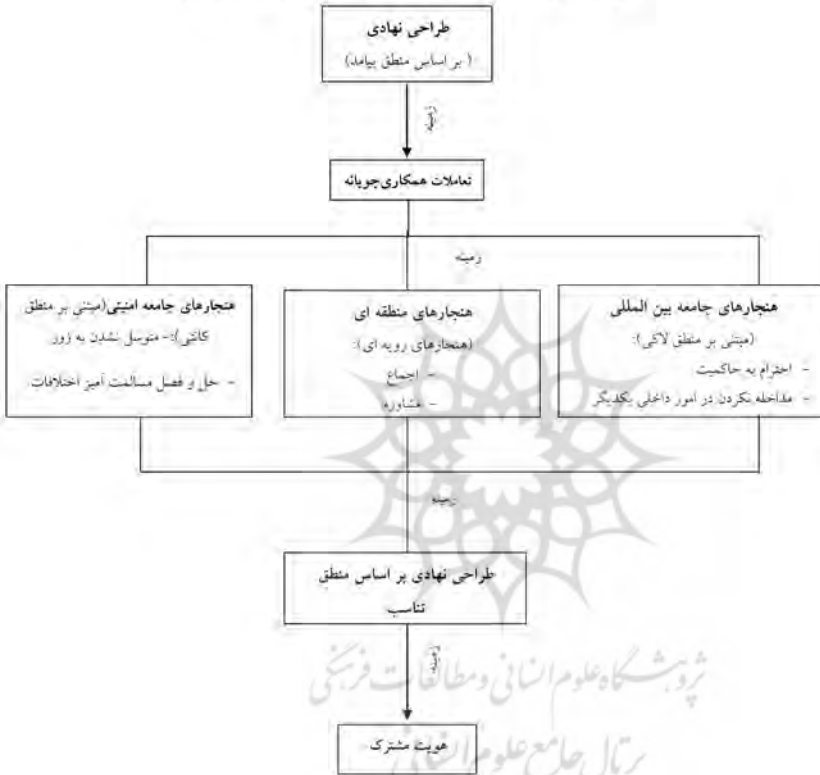 طراحی نهادی
( بر اساس منطق پیامد)
زمینه
تعاملات همکاری‌جویانه
زمینه
هنجارهای جامعه بین المللی
(مبتنی بر منطق لاکی):
- احترام به حاکمیت
- مداخله نکردن در امور داخلی یکدیگر
هنجارهای منطقه ای
(هنجارهای رویه ای):
- اجماع
- مشاوره
هنجارهای جامعه امنیتی(مبتنی بر منطق
کانتی):- متوسل نشدن به زور
- حل و فصل مسالمت آمیز اختلافات
زمینه
طراحی نهادی بر اساس منطق
تناسب
زمینه
هویت مشترک
پژوهشگاه علوم انسانی و مطالعات فرهنگی
پرتال جامع علوم انسانی